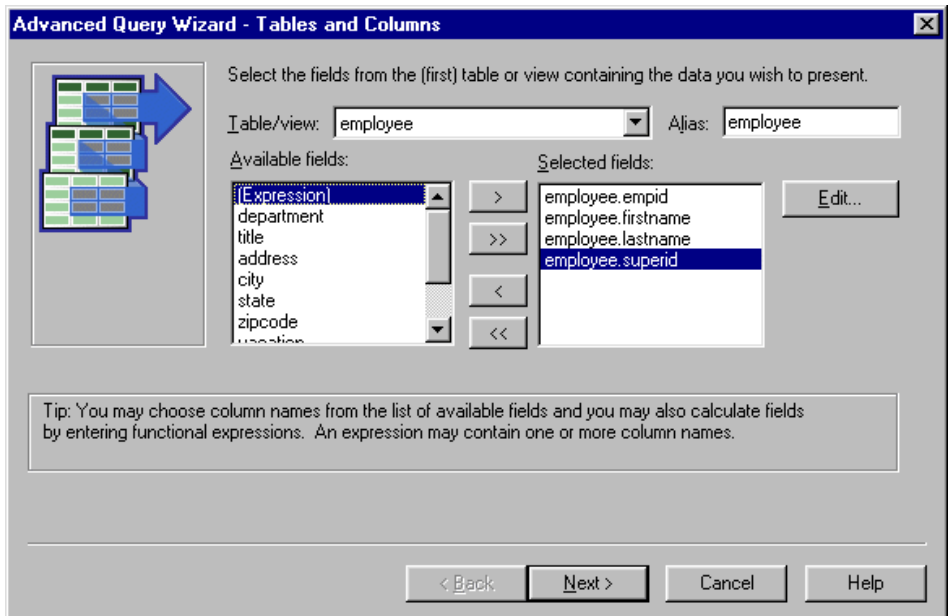 Advanced Query Wizard - Tables and Columns
Select the fields from the (first) table or view containing the data you wish to present.
Table/view: employee Alias: employee
Available fields: Selected fields:
(Expression)
department
title
address
city
state
zipcode
vacation
>
>>
<
<<
employee.empid
employee.firstname
employee.lastname
employee.superid
Edit...
Tip: You may choose column names from the list of available fields and you may also calculate fields
by entering functional expressions. An expression may contain one or more column names.
< Back Next > Cancel Help